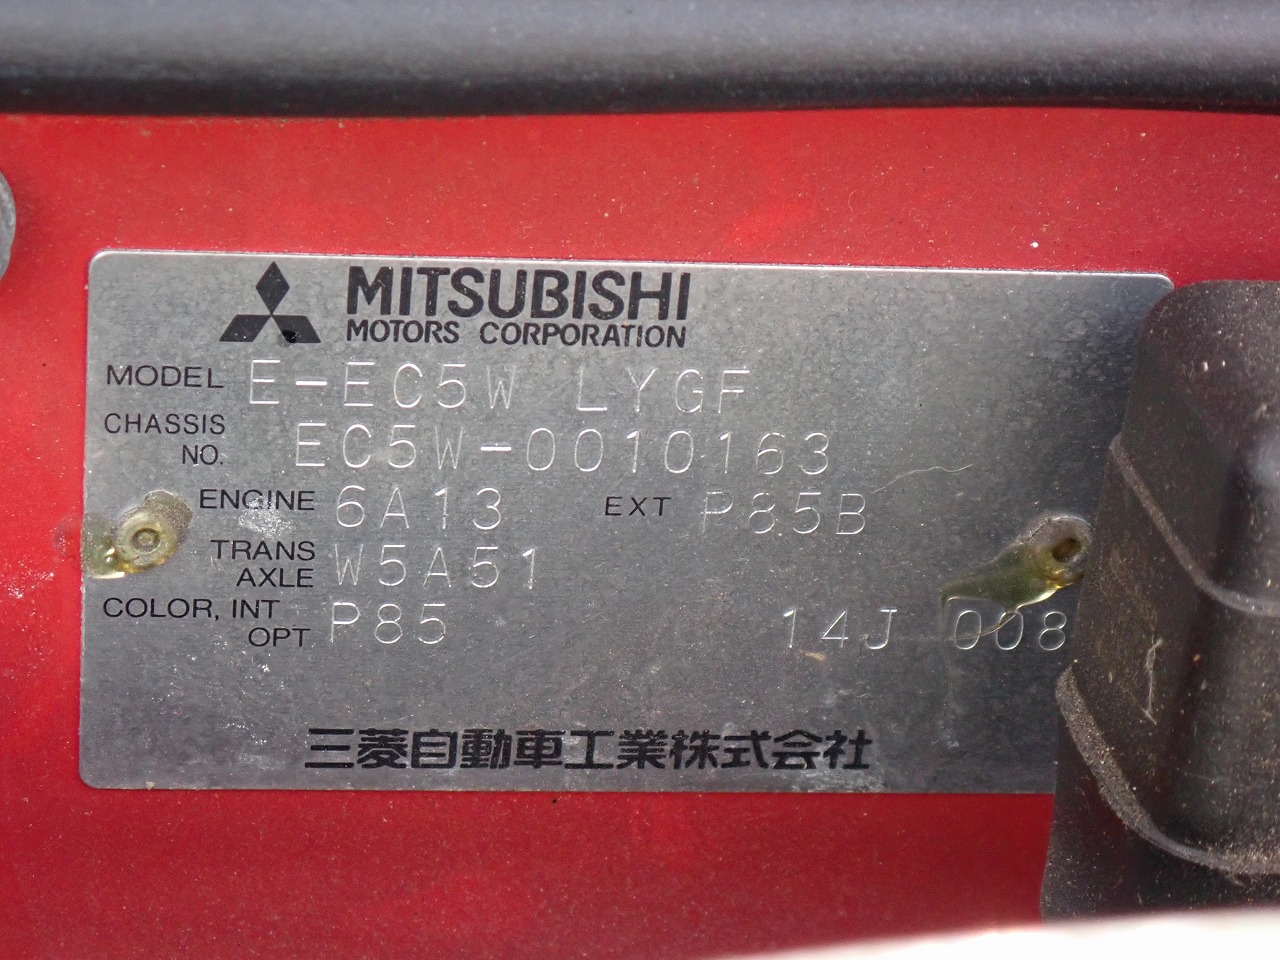 MITSUBISHI
MOTORS CORPORATION
MODEL E-EC5W LYGF
CHASSIS NO. EC5W-0010163
ENGINE 6A13 EXT P85B
TRANS AXLE W5A51
COLOR, INT OPT P85 14J 008
三菱自動車工業株式会社